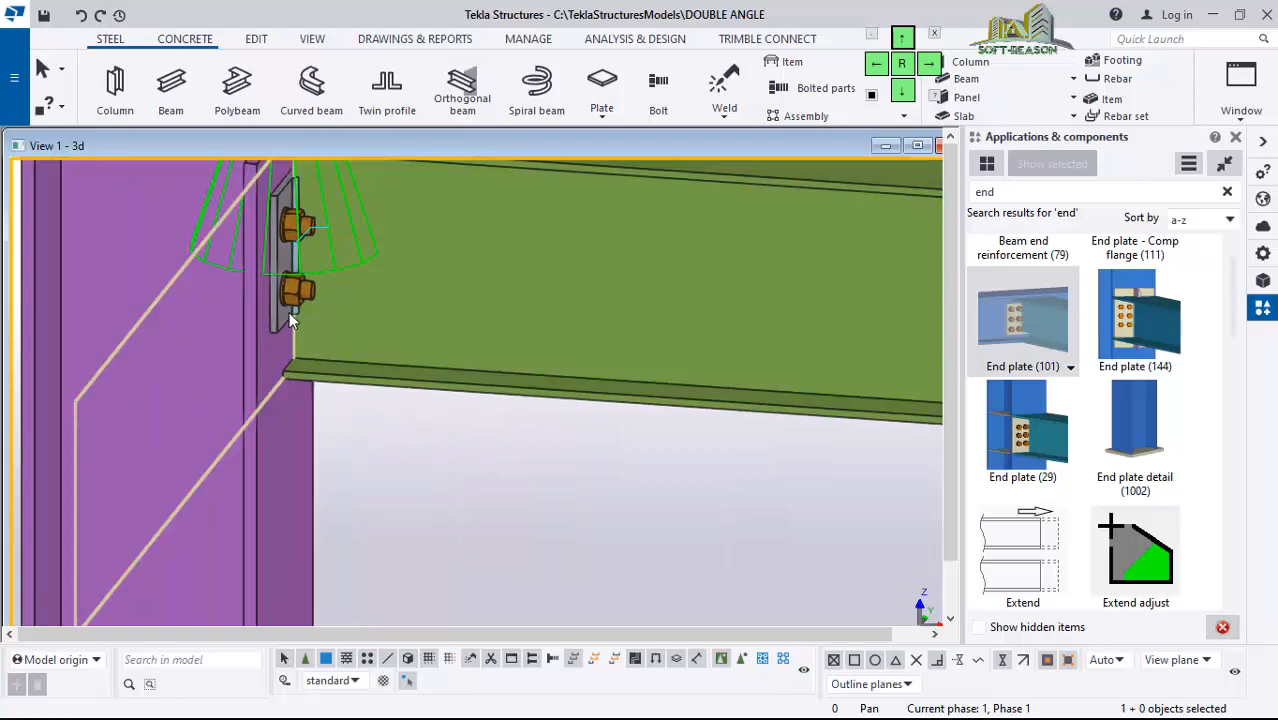 Tekla Structures - C:\TeklaStructuresModels\DOUBLE ANGLE
Log in
SOFT-REASON
STEEL
CONCRETE
EDIT
VIEW
DRAWINGS & REPORTS
MANAGE
ANALYSIS & DESIGN
TRIMBLE CONNECT
Quick Launch
X
R
Column
Beam
Polybeam
Curved beam
Twin profile
Orthogonal
beam
Spiral beam
Plate
Bolt
Weld
Item
Bolted parts
Assembly
Column
Beam
Panel
Slab
Footing
Rebar
Item
Rebar set
Window
View 1 - 3d
Applications & components
Show selected
end
Search results for 'end'
Sort by
a-z
Beam end
reinforcement (79)
End plate - Comp
flange (111)
End plate (101)
End plate (144)
End plate (29)
End plate detail
(1002)
Extend
Extend adjust
Show hidden items
Z
Y
Model origin
Search in model
standard
Auto
View plane
Outline planes
0
Pan
Current phase: 1, Phase 1
1 + 0 objects selected